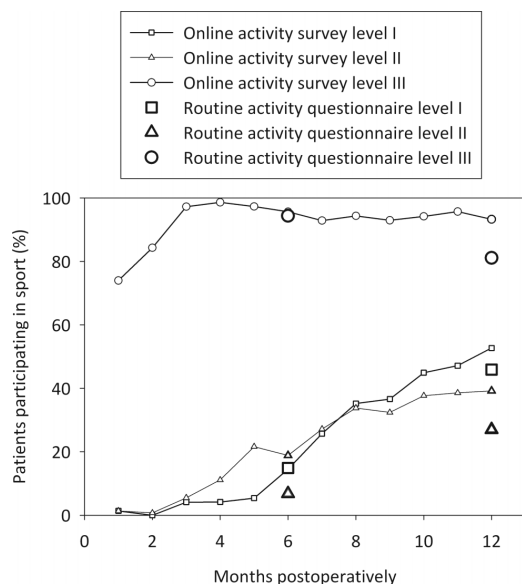 Online activity survey level I
Online activity survey level II
Online activity survey level III
Routine activity questionnaire level I
Routine activity questionnaire level II
Routine activity questionnaire level III
Patients participating in sport (%)
100
80
60
40
20
0
0 2 4 6 8 10 12
Months postoperatively